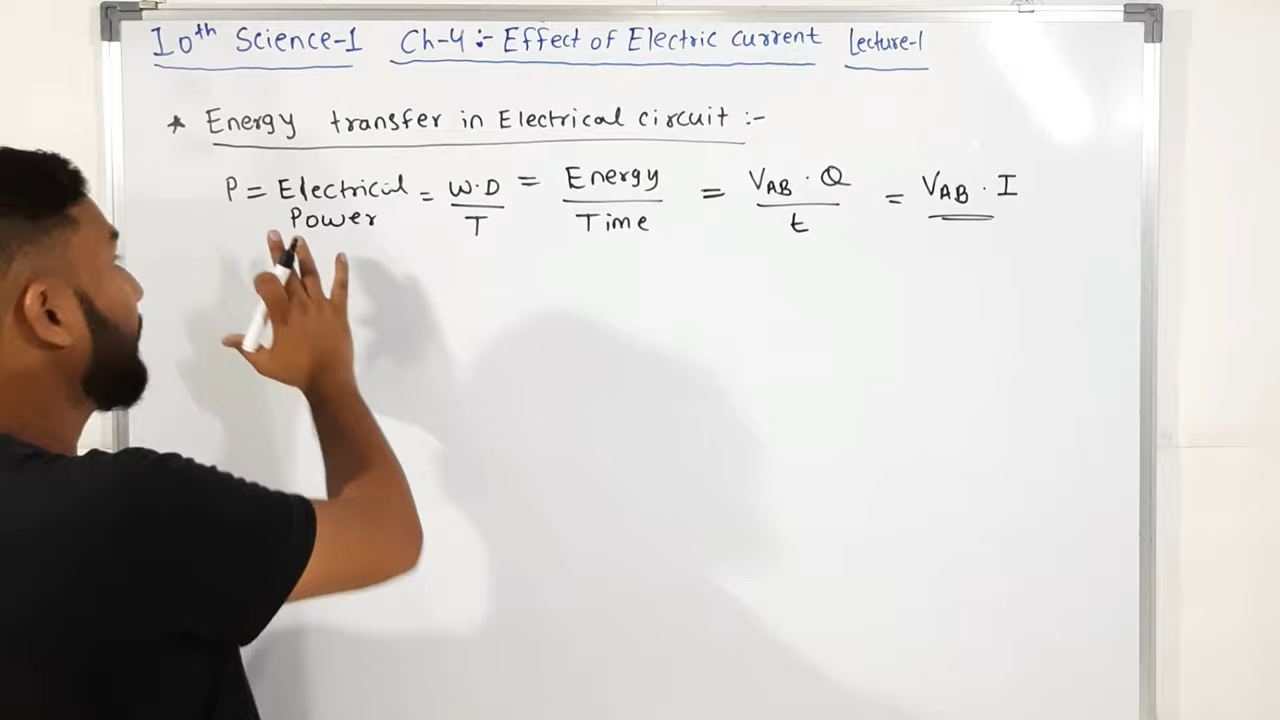 10th Science-1 Ch-4 :- Effect of Electric current Lecture-1
* Energy transfer in Electrical circuit :-
P = Electrical Power = W.D / T = Energy / Time = VAB . Q / t = VAB . I